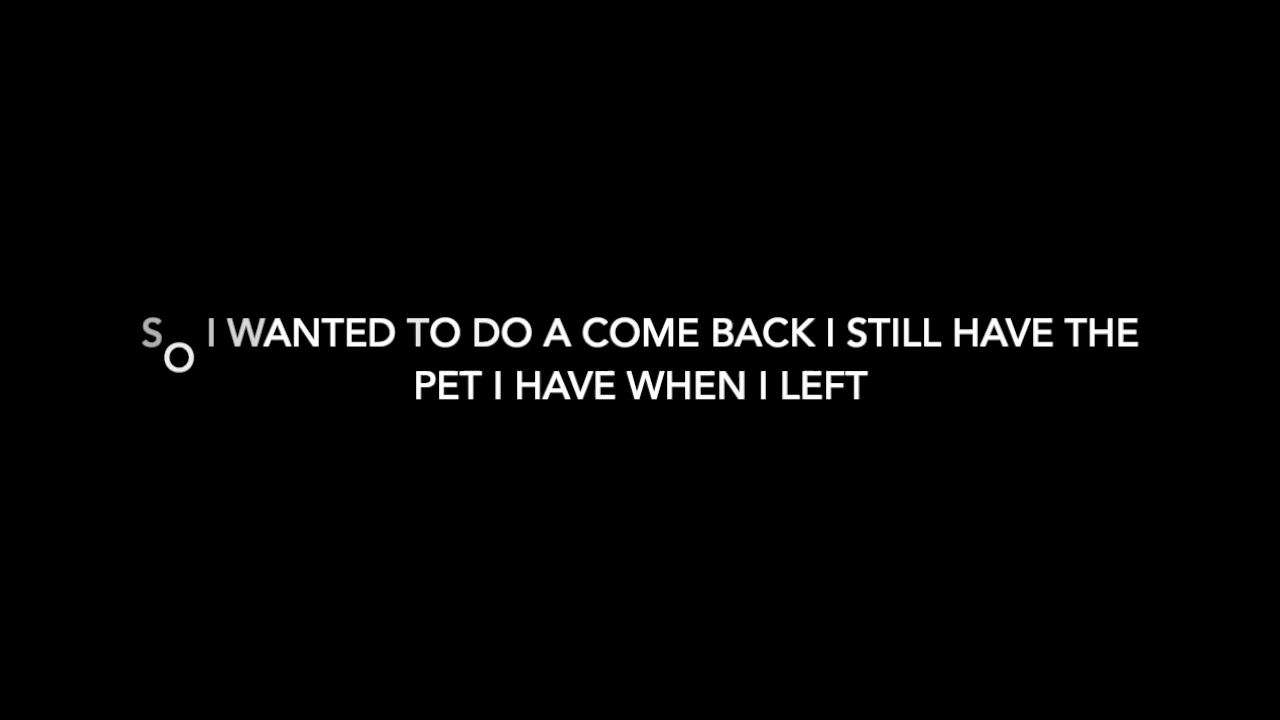 SO I WANTED TO DO A COME BACK I STILL HAVE THE
PET I HAVE WHEN I LEFT